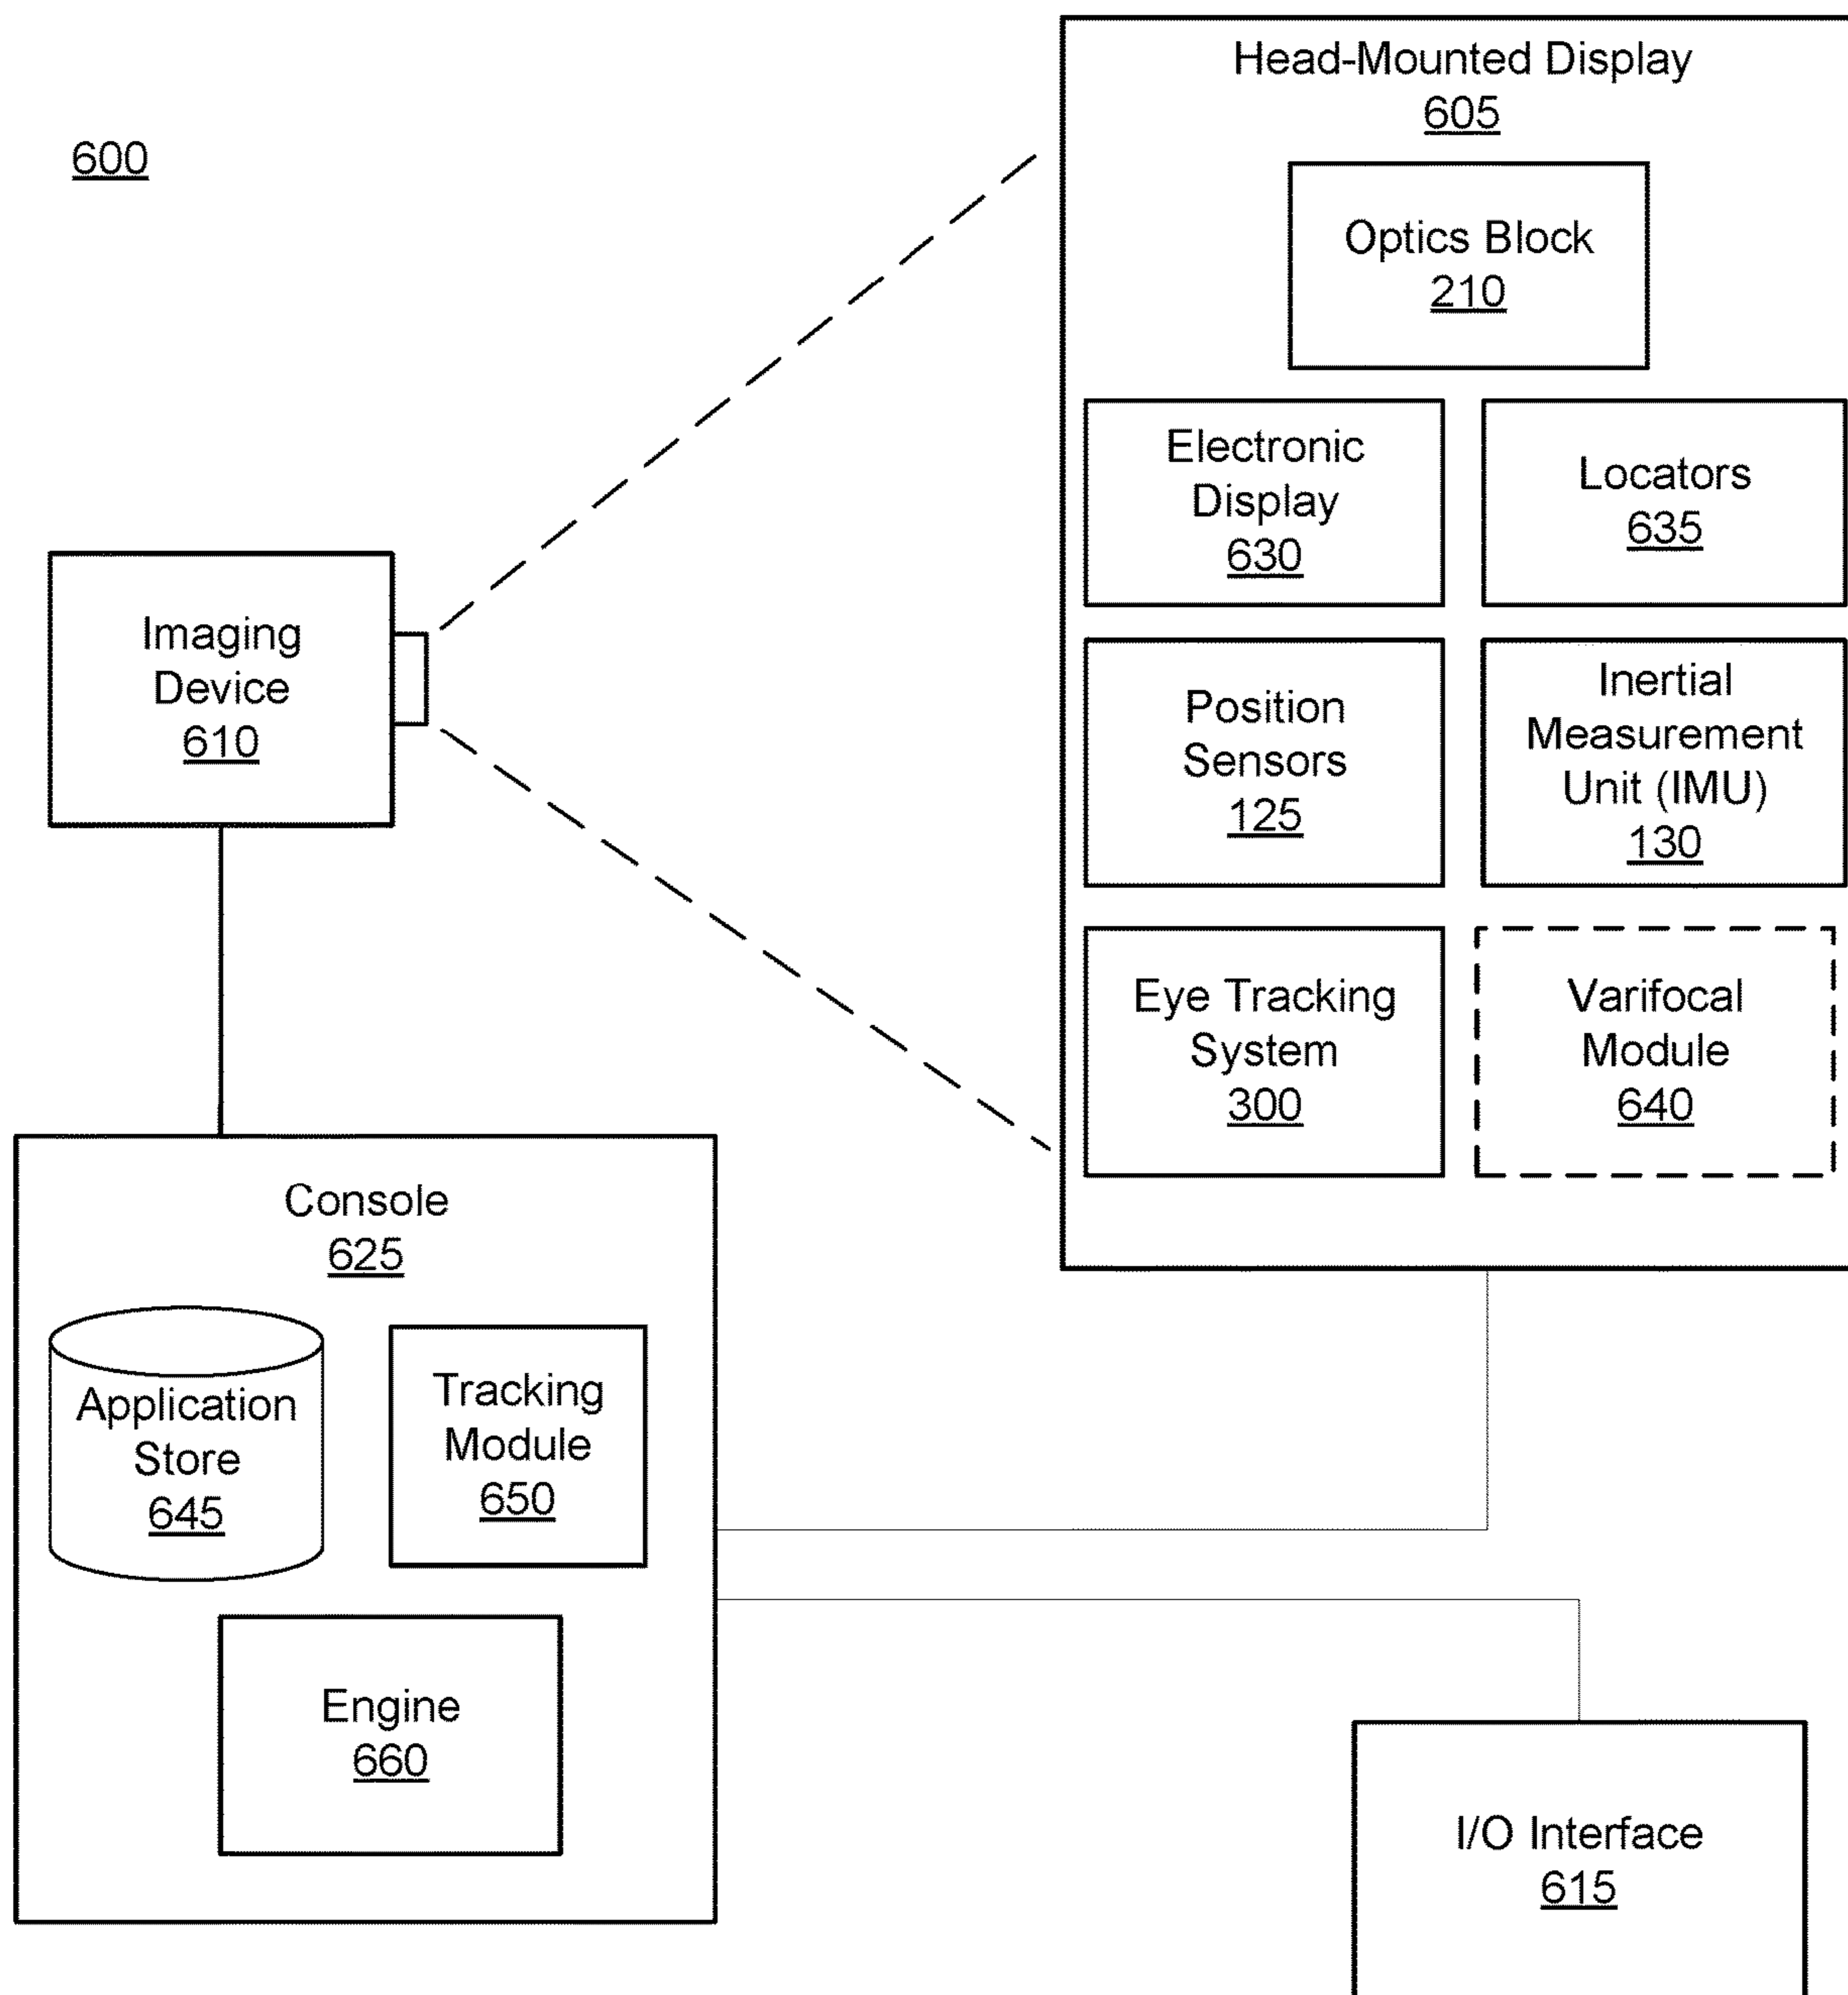 600
Head-Mounted Display
605
Optics Block
210
Electronic
Display
630
Locators
635
Imaging
Device
610
Position
Sensors
125
Inertial
Measurement
Unit (IMU)
130
Eye Tracking
System
300
Varifocal
Module
640
Console
625
Application
Store
645
Tracking
Module
650
Engine
660
I/O Interface
615